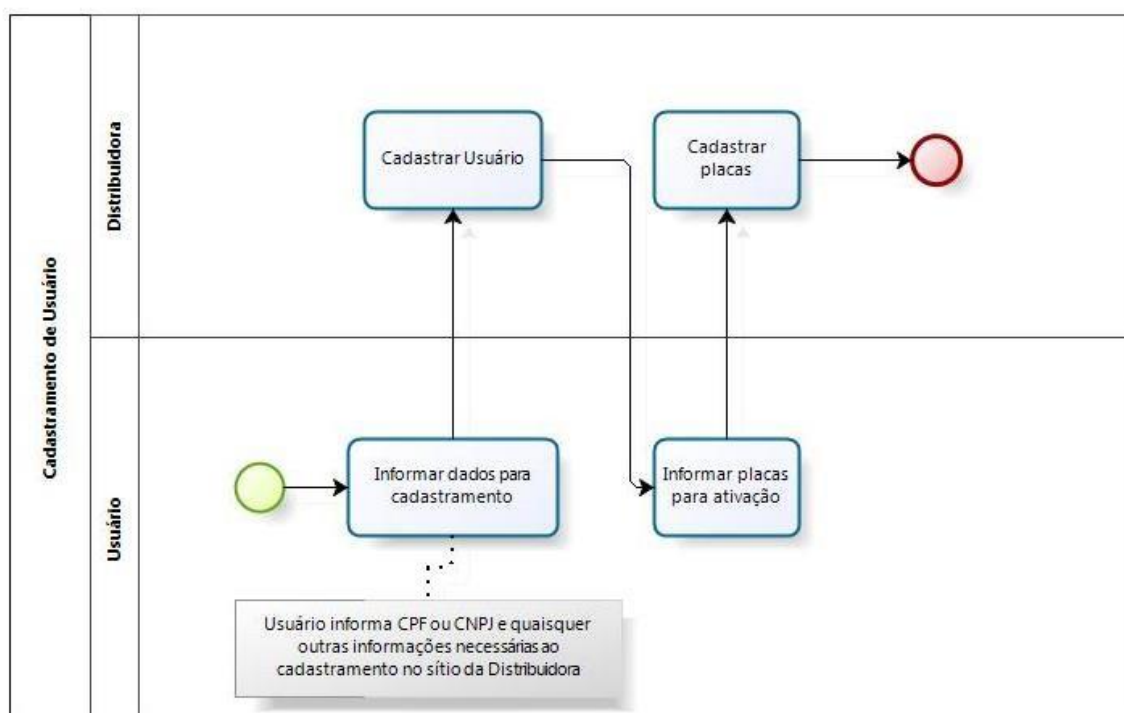 Cadastramento de Usuário
Distribuidora
Cadastrar Usuário
Cadastrar
placas
Usuário
Informar dados para
cadastramento
Informar placas
para ativação
Usuário informa CPF ou CNPJ e quaisquer
outras informações necessárias ao
cadastramento no sítio da Distribuidora